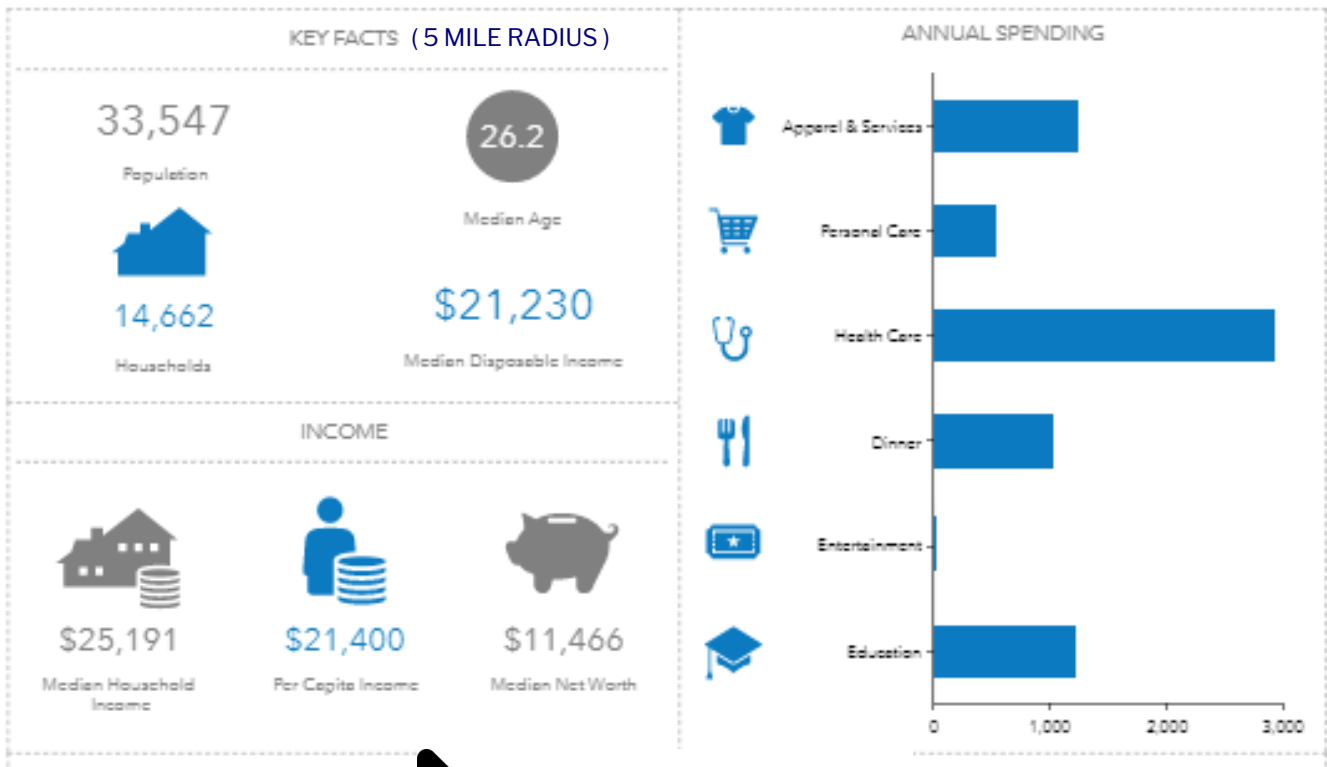 KEY FACTS ( 5 MILE RADIUS )
33,547
Population
26.2
Median Age
14,662
Households
$21,230
Median Disposable Income
INCOME
$25,191
Median Household
Income
$21,400
Per Capita Income
$11,466
Median Net Worth
ANNUAL SPENDING
Apparel & Services
Personal Care
Health Care
Dinner
Entertainment
Education
0 1,000 2,000 3,000